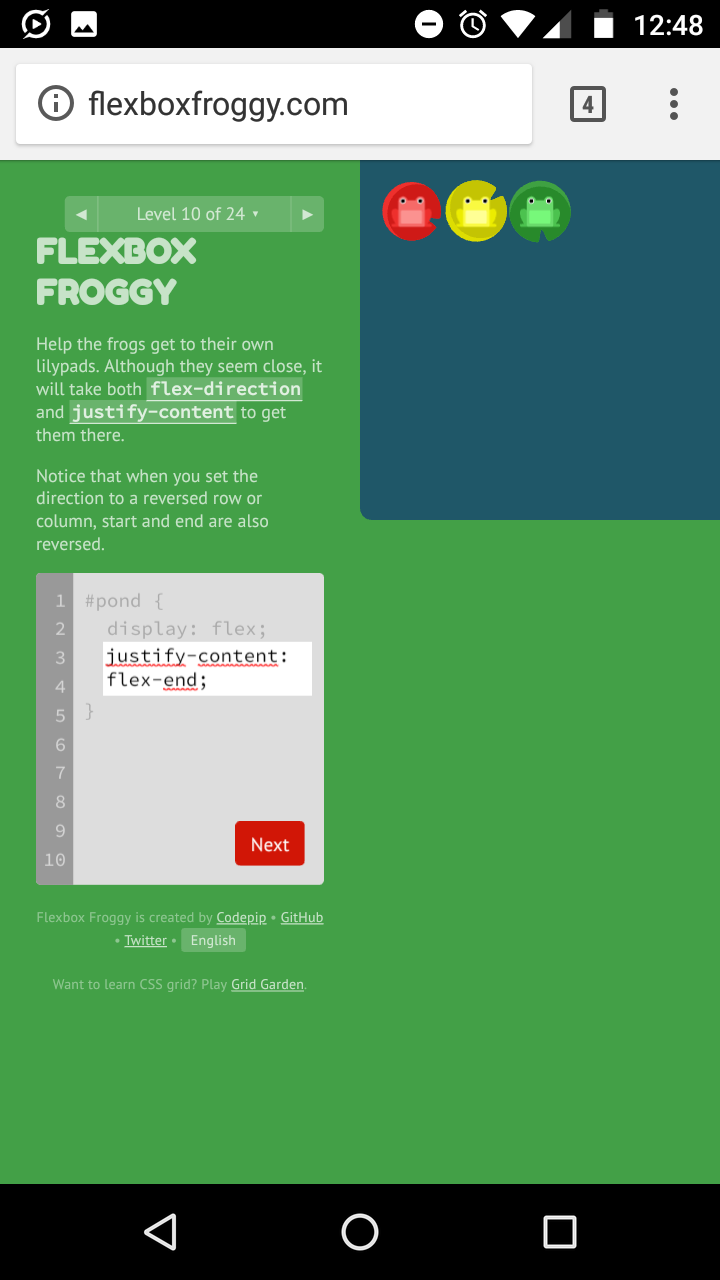 12:48
flexboxfroggy.com
4
◀ Level 10 of 24 ▾ ▶
FLEXBOX
FROGGY
Help the frogs get to their own
lilypads. Although they seem close, it
will take both flex-direction
and justify-content to get
them there.
Notice that when you set the
direction to a reversed row or
column, start and end are also
reversed.
1 #pond {
2 display: flex;
3 justify-content:
4 flex-end;
5 }
6
7
8
9
10
Next
Flexbox Froggy is created by Codepip • GitHub
• Twitter • English
Want to learn CSS grid? Play Grid Garden.